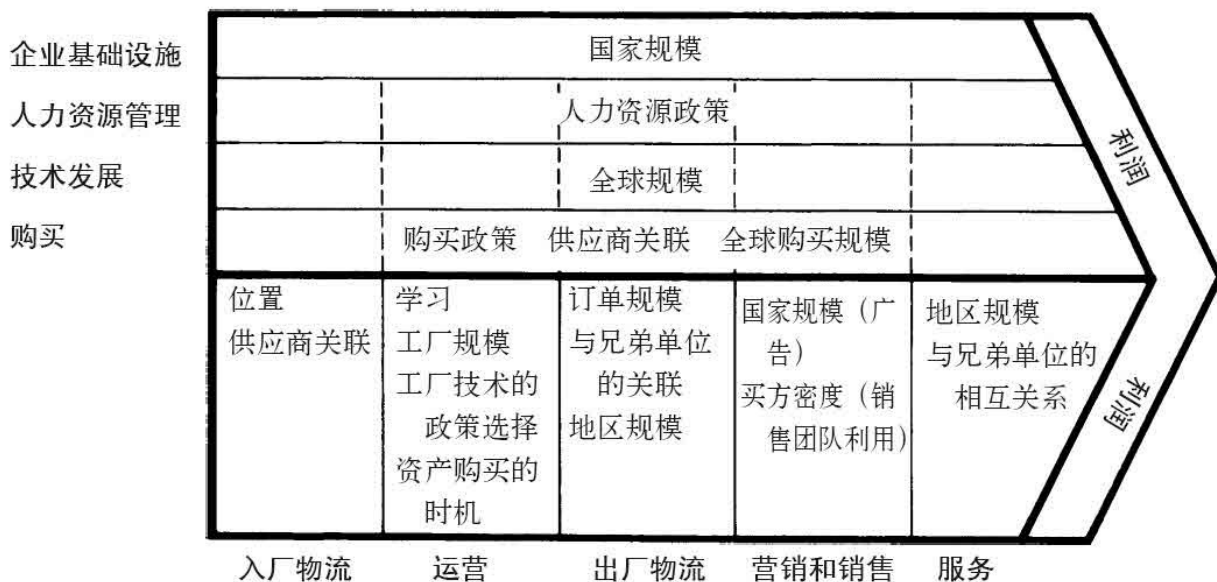 企业基础设施
国家规模
人力资源管理
人力资源政策
技术发展
全球规模
购买
购买政策 供应商关联 全球购买规模
利润
位置
供应商关联
学习
工厂规模
工厂技术的
政策选择
资产购买的
时机
订单规模
与兄弟单位
的关联
地区规模
国家规模（广
告）
买方密度（销
售团队利用）
地区规模
与兄弟单位的
相互关系
利润
入厂物流 运营 出厂物流 营销和销售 服务